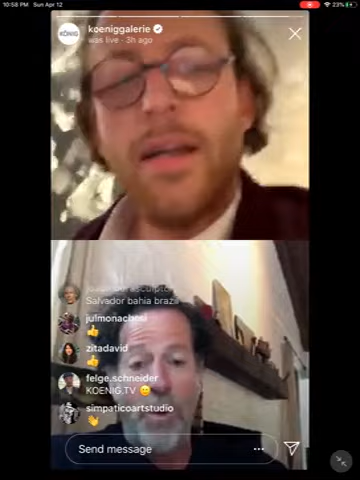 10:58 PM Sun Apr 12
23%
KÖNIG
koeniggalerie
was live · 3h ago
Salvador bahia brazil
julmonachesi
👍
zitadavid
👍
felge.schneider
KOENIG.TV 😊
simpaticoartstudio
👏
Send message